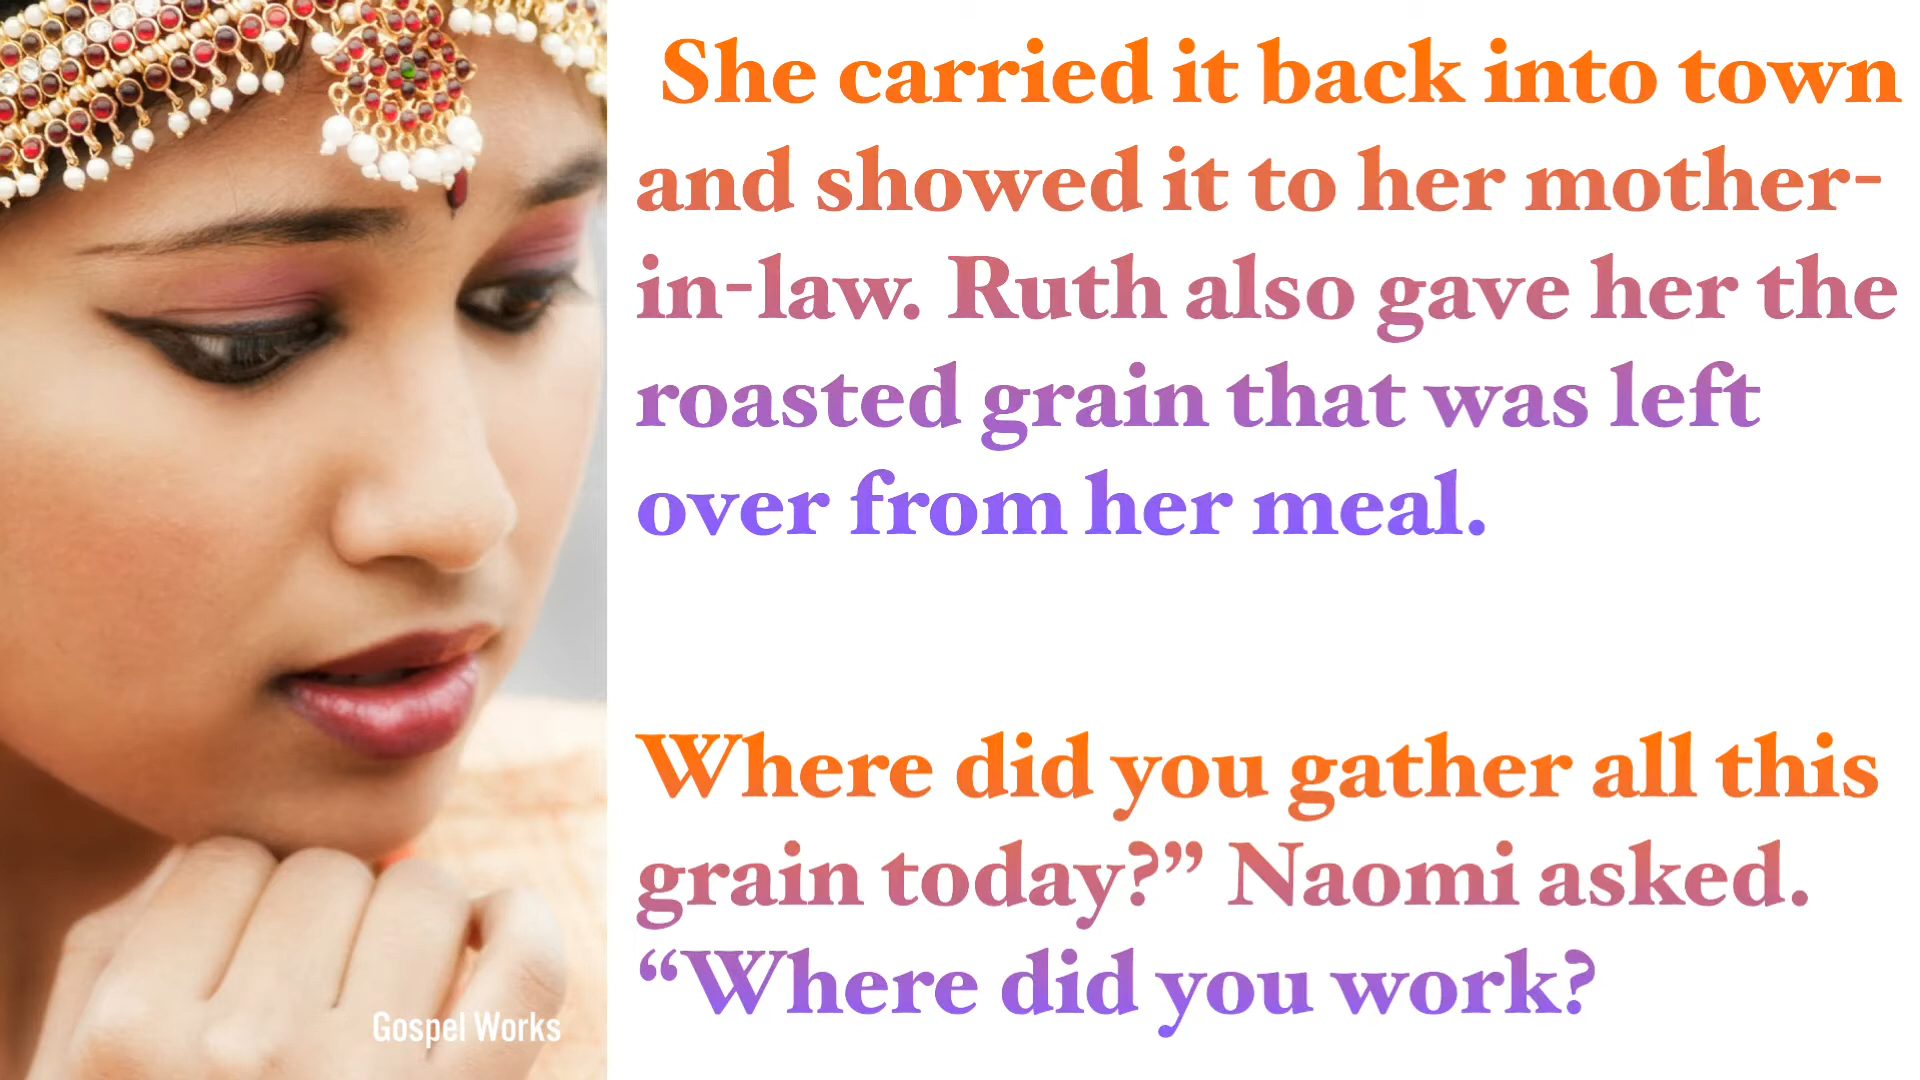 She carried it back into town
and showed it to her mother-
in-law. Ruth also gave her the
roasted grain that was left
over from her meal.
Where did you gather all this
grain today?” Naomi asked.
“Where did you work?
Gospel Works